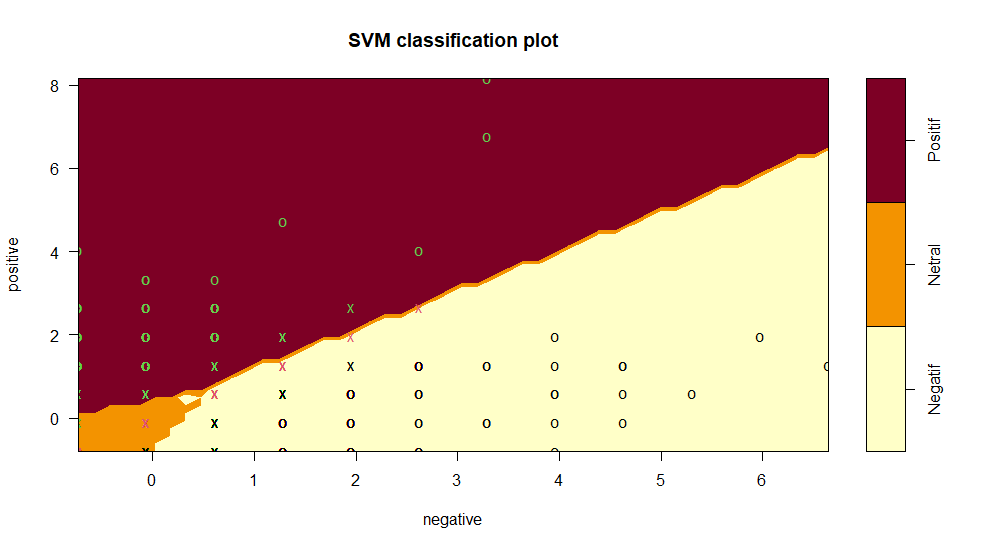 SVM classification plot
8
6
4
2
0
positive
0 1 2 3 4 5 6
negative
Positif
Netral
Negatif